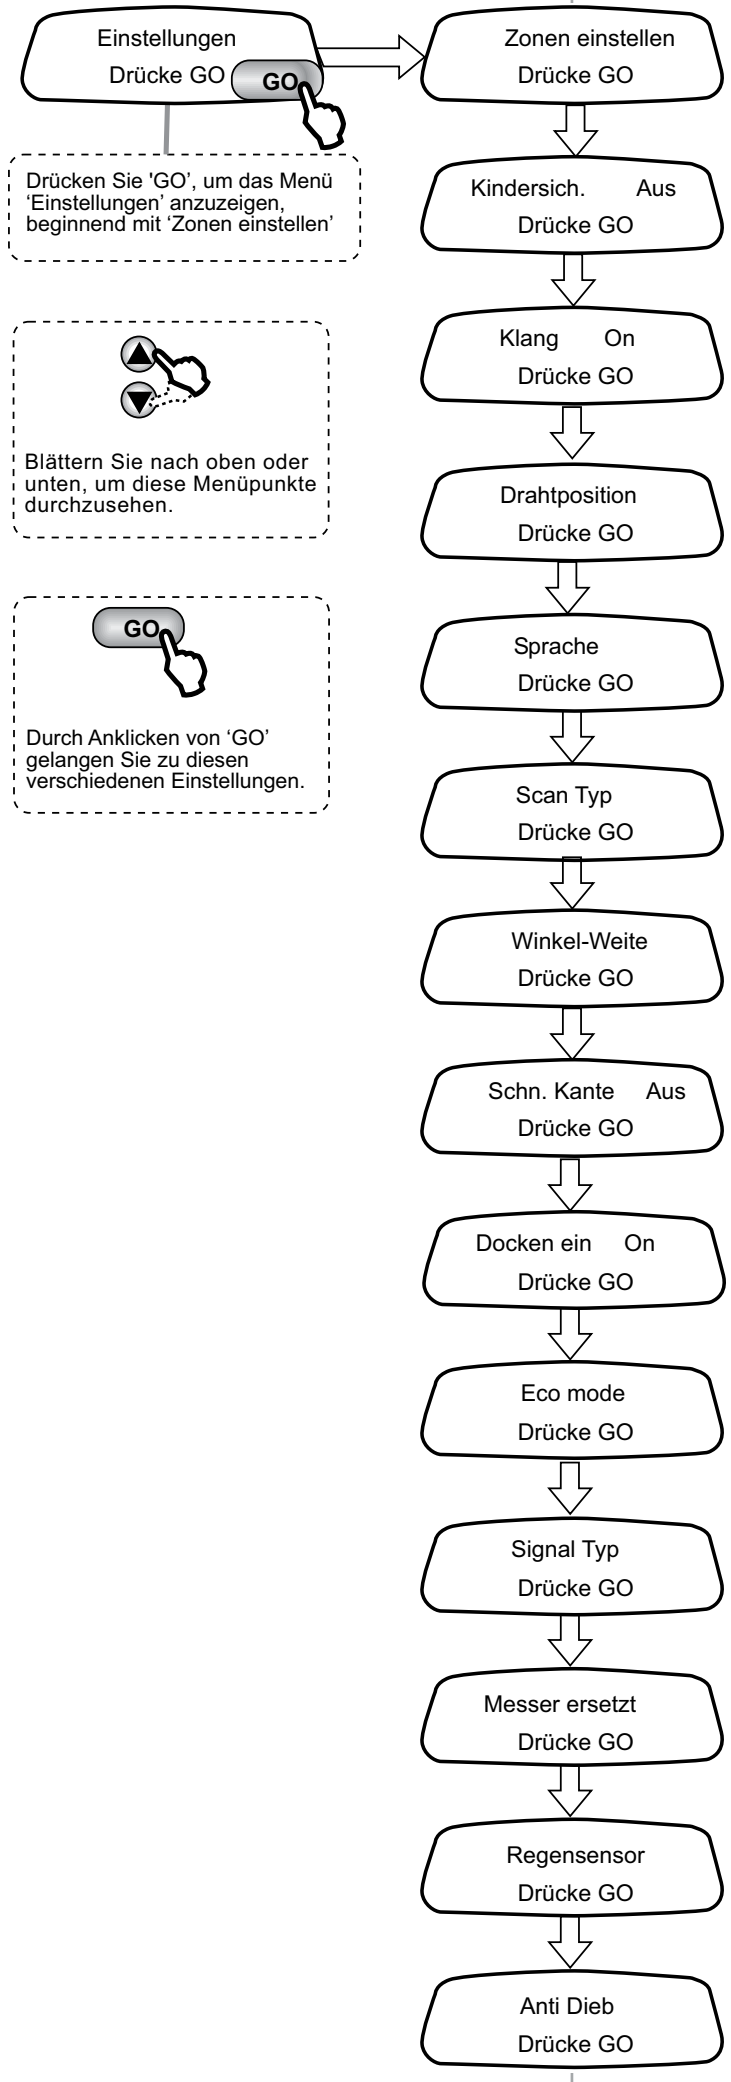 Einstellungen
Drücke GO
GO
Drücken Sie 'GO’, um das Menü
‘Einstellungen’ anzuzeigen,
beginnend mit ‘Zonen einstellen’
Blättern Sie nach oben oder
unten, um diese Menüpunkte
durchzusehen.
GO
Durch Anklicken von ‘GO’
gelangen Sie zu diesen
verschiedenen Einstellungen.
Zonen einstellen
Drücke GO
Kindersich. Aus
Drücke GO
Klang On
Drücke GO
Drahtposition
Drücke GO
Sprache
Drücke GO
Scan Typ
Drücke GO
Winkel-Weite
Drücke GO
Schn. Kante Aus
Drücke GO
Docken ein On
Drücke GO
Eco mode
Drücke GO
Signal Typ
Drücke GO
Messer ersetzt
Drücke GO
Regensensor
Drücke GO
Anti Dieb
Drücke GO